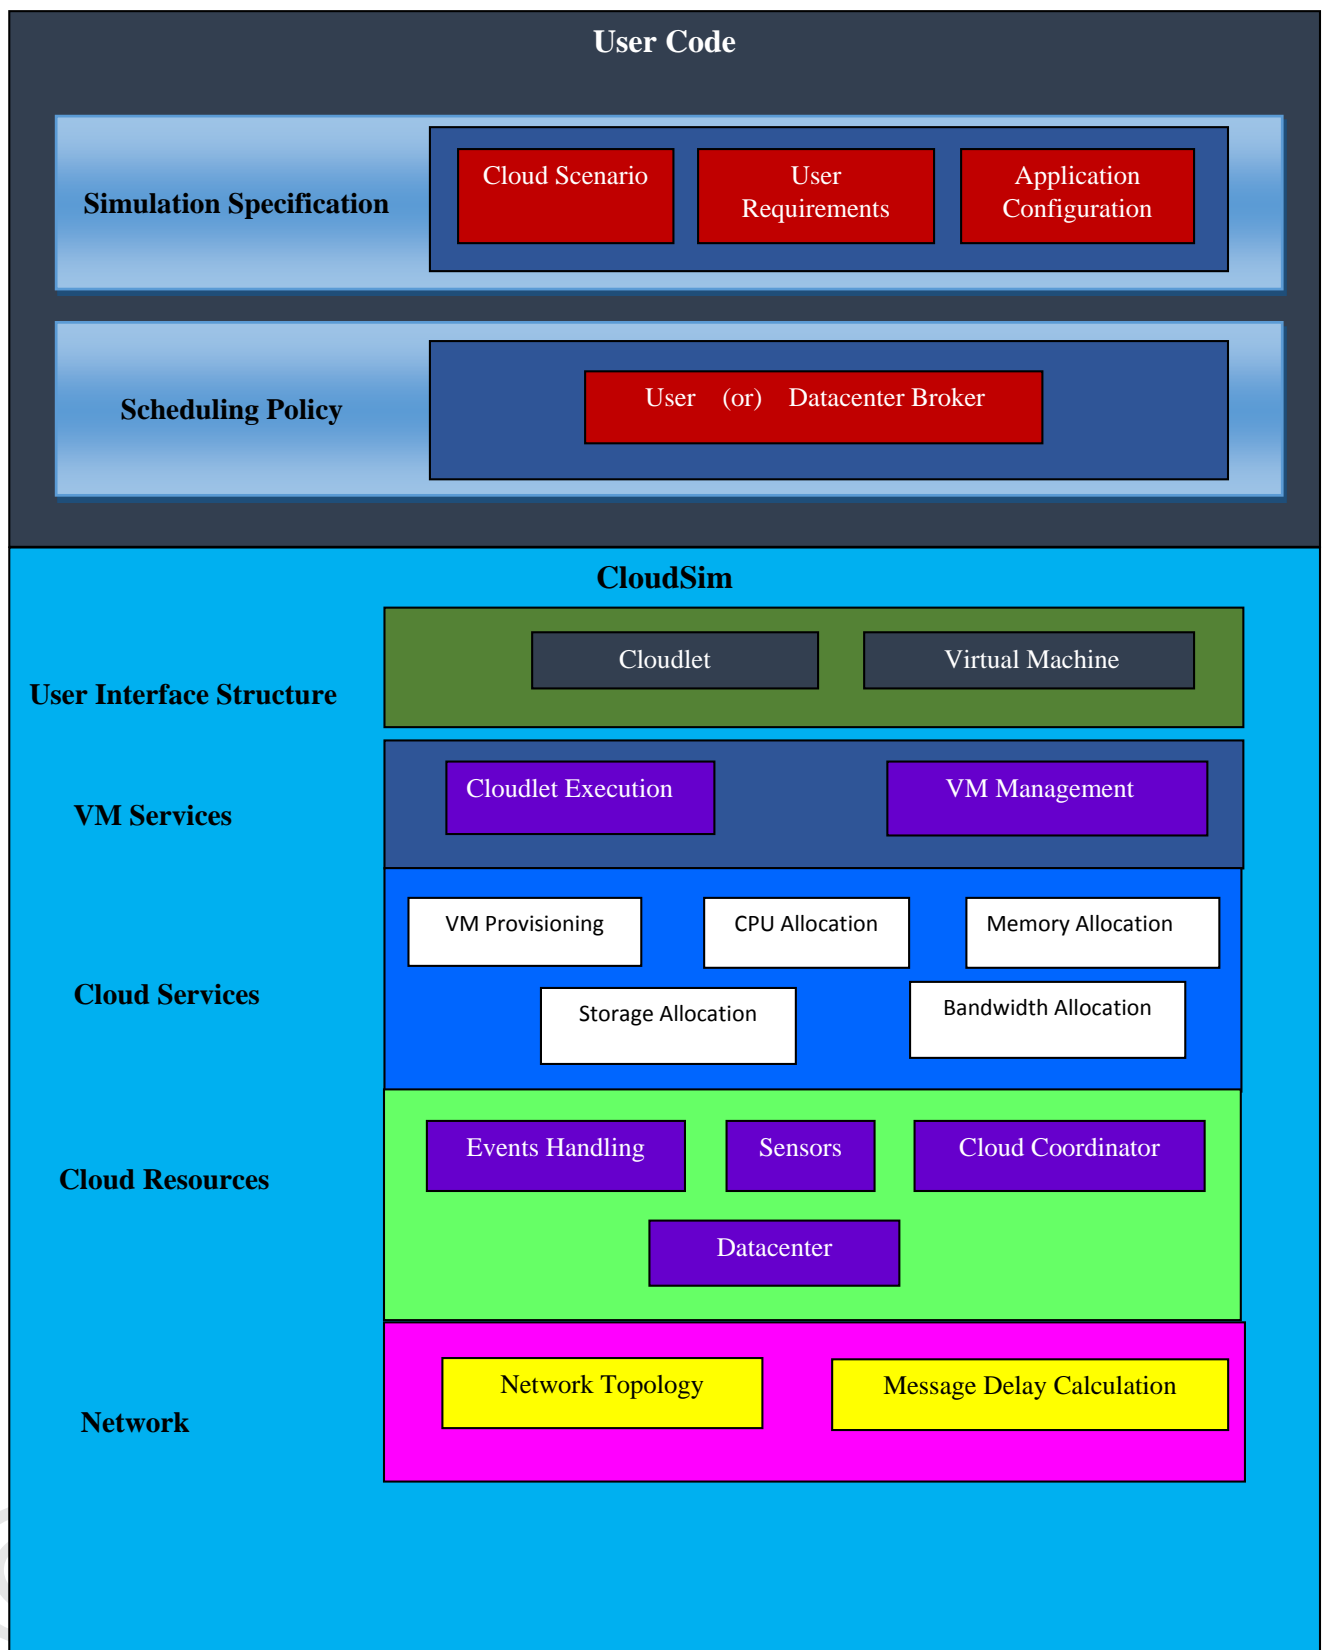 User Code
Simulation Specification
Cloud Scenario
User
Requirements
Application
Configuration
Scheduling Policy
User (or) Datacenter Broker
CloudSim
User Interface Structure
Cloudlet
Virtual Machine
VM Services
Cloudlet Execution
VM Management
Cloud Services
VM Provisioning
CPU Allocation
Memory Allocation
Storage Allocation
Bandwidth Allocation
Cloud Resources
Events Handling
Sensors
Cloud Coordinator
Datacenter
Network
Network Topology
Message Delay Calculation